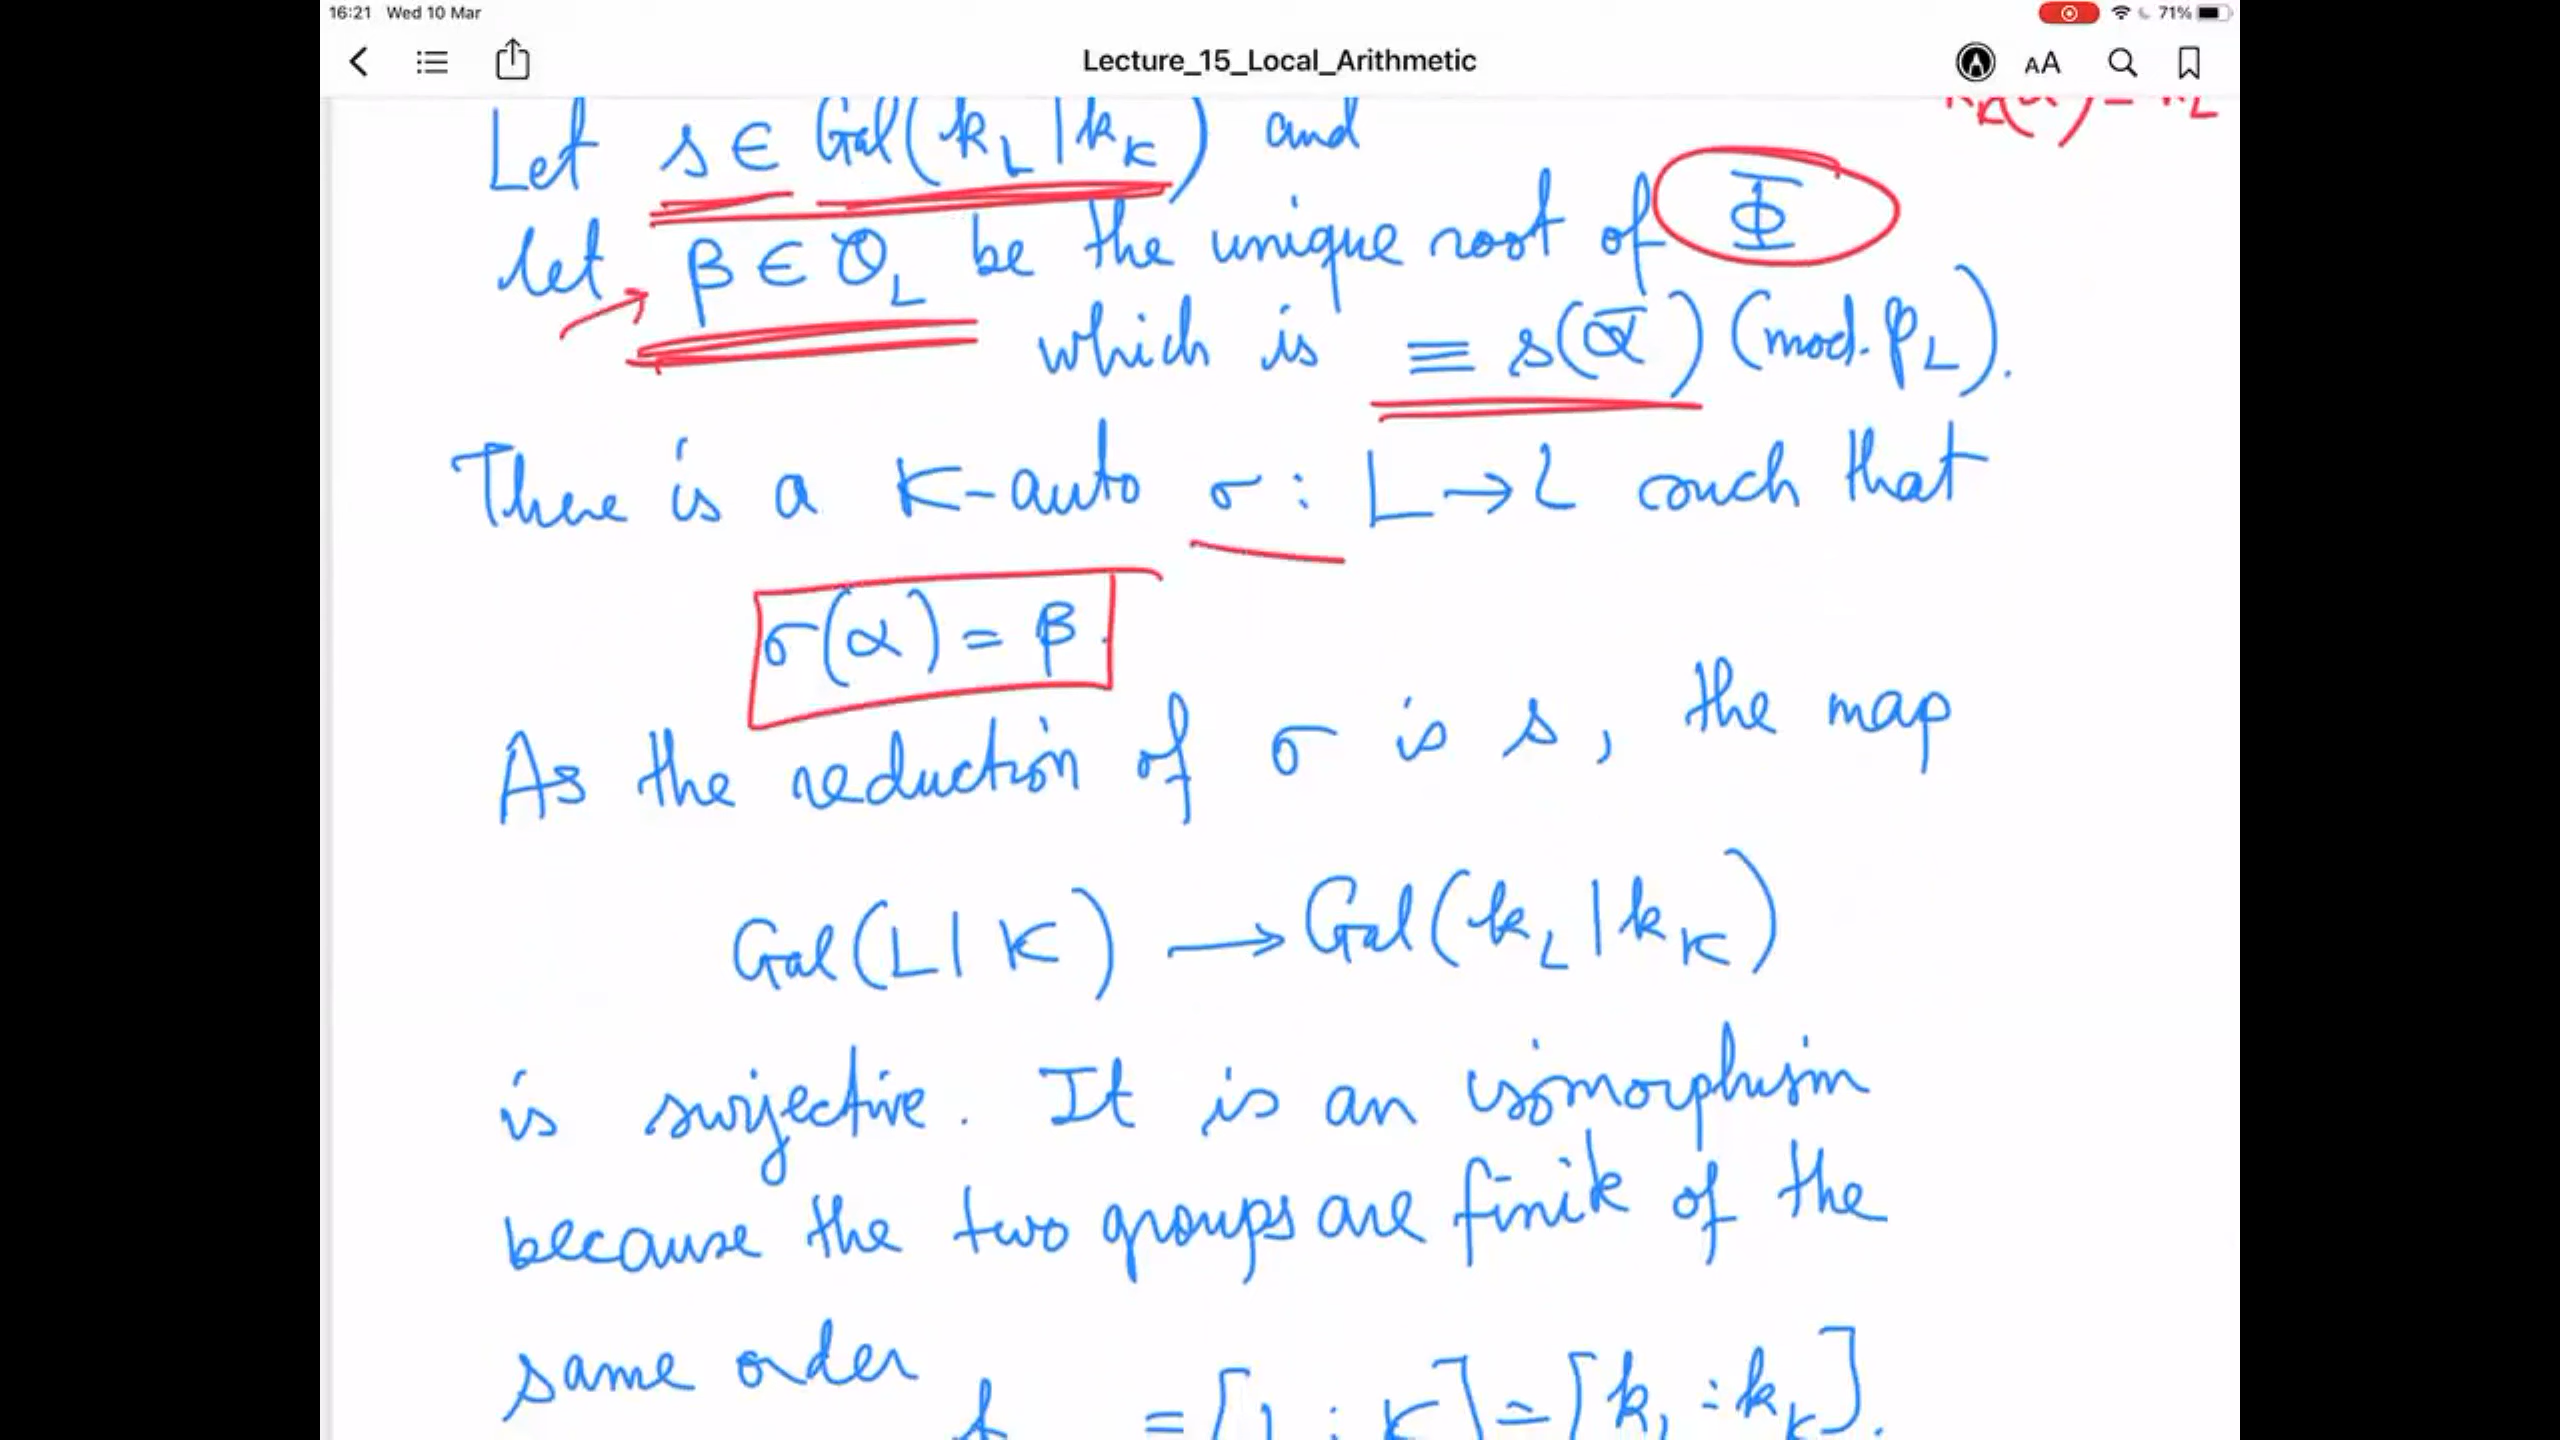 16:21 Wed 10 Mar 71%
Lecture_15_Local_Arithmetic
Let s ∈ Gal(k_L | k_K) and
let β ∈ O_L be the unique root of Φ
which is ≡ s(ᾱ) (mod. p_L).
There is a K-auto σ : L → L such that
σ(α) = β.
As the reduction of σ is s, the map
Gal(L | K) → Gal(k_L | k_K)
is surjective. It is an isomorphism
because the two groups are finite of the
same order
= [L : K] = [k_L : k_K].